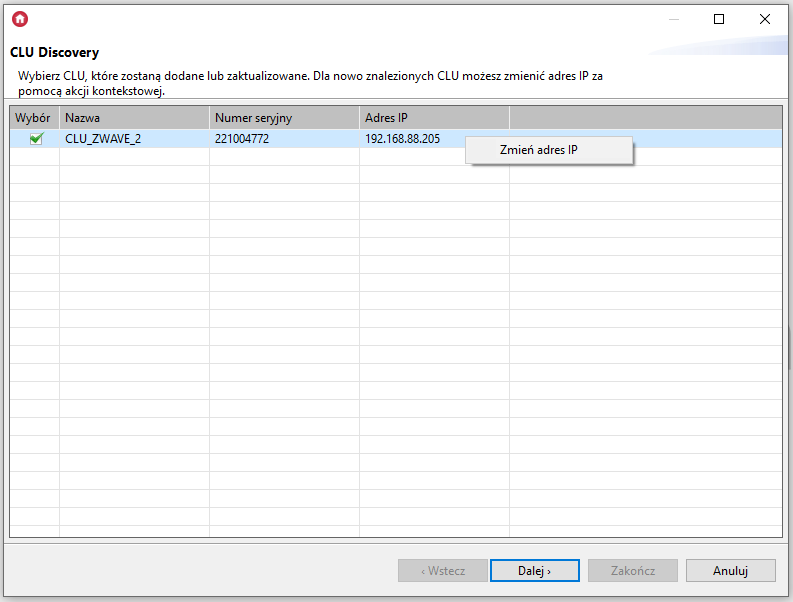 CLU Discovery
Wybierz CLU, które zostaną dodane lub zaktualizowane. Dla nowo znalezionych CLU możesz zmienić adres IP za
pomocą akcji kontekstowej.
Wybór Nazwa Numer seryjny Adres IP
CLU_ZWAVE_2 221004772 192.168.88.205
Zmień adres IP
‹ Wstecz Dalej › Zakończ Anuluj